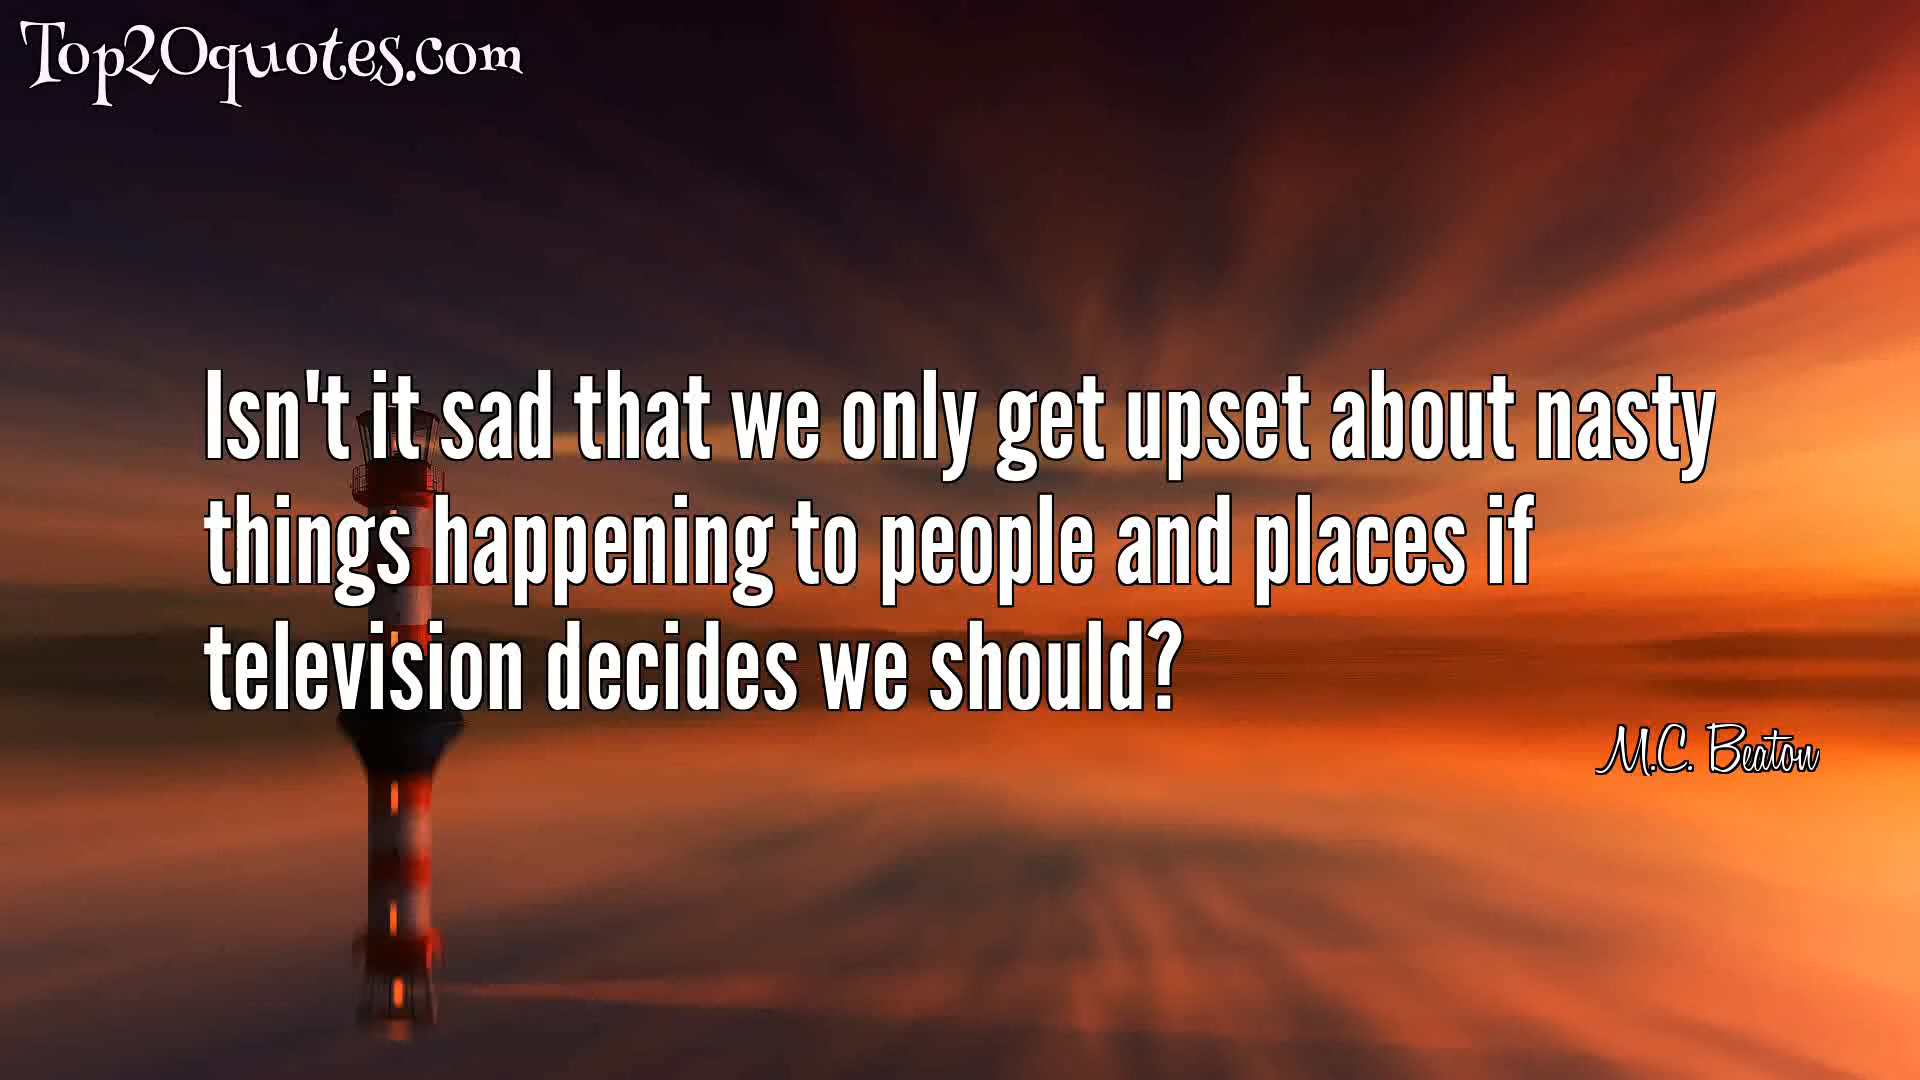 Top20quotes.com
Isn't it sad that we only get upset about nasty
things happening to people and places if
television decides we should?
M.C. Beaton